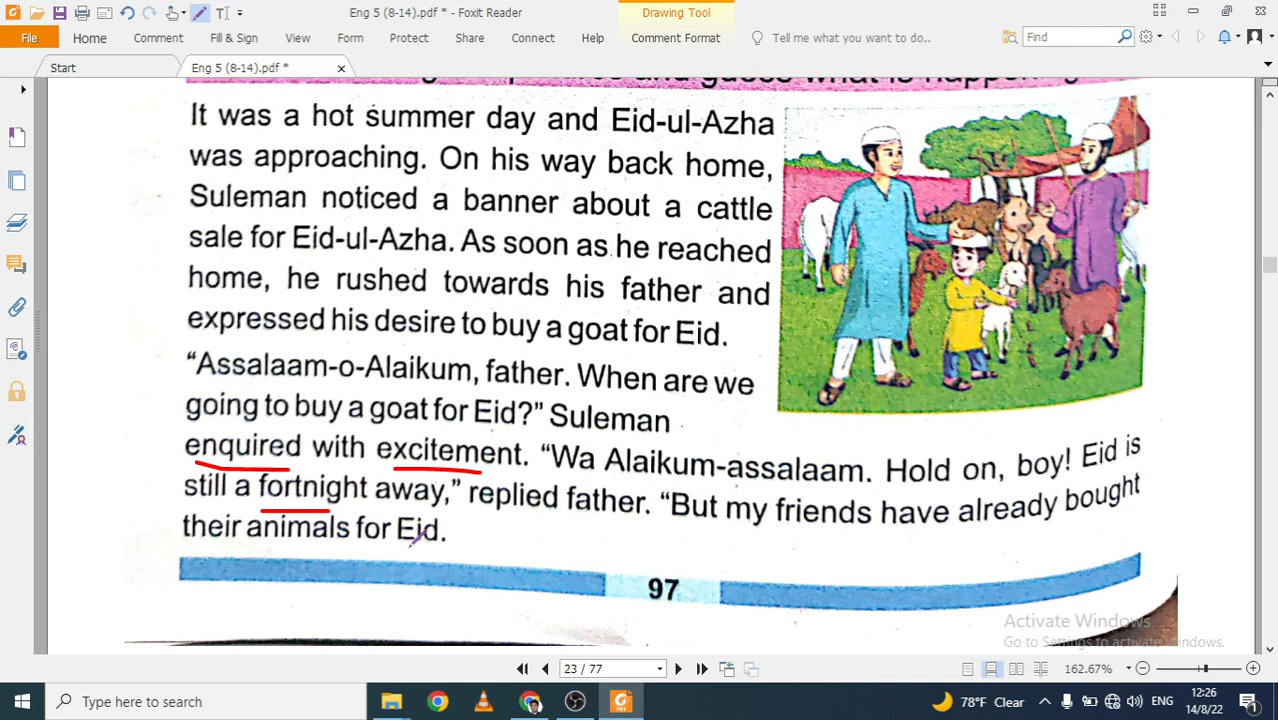 Eng 5 (8-14).pdf * - Foxit Reader
Drawing Tool
File
Home
Comment
Fill & Sign
View
Form
Protect
Share
Connect
Help
Comment Format
Tell me what you want to do..
Find
Start
Eng 5 (8-14).pdf *
and guess what is happening
It was a hot summer day and Eid-ul-Azha
was approaching. On his way back home,
Suleman noticed a banner about a cattle
sale for Eid-ul-Azha. As soon as he reached
home, he rushed towards his father and
expressed his desire to buy a goat for Eid.
“Assalaam-o-Alaikum, father. When are we
going to buy a goat for Eid?” Suleman
enquired with excitement. “Wa Alaikum-assalaam. Hold on, boy! Eid is
still a fortnight away,” replied father. “But my friends have already bought
their animals for Eid.
97
Activate Windows
Go to Settings to activate Windows.
23 / 77
162.67%
Type here to search
78°F Clear
ENG
12:26
14/8/22
1